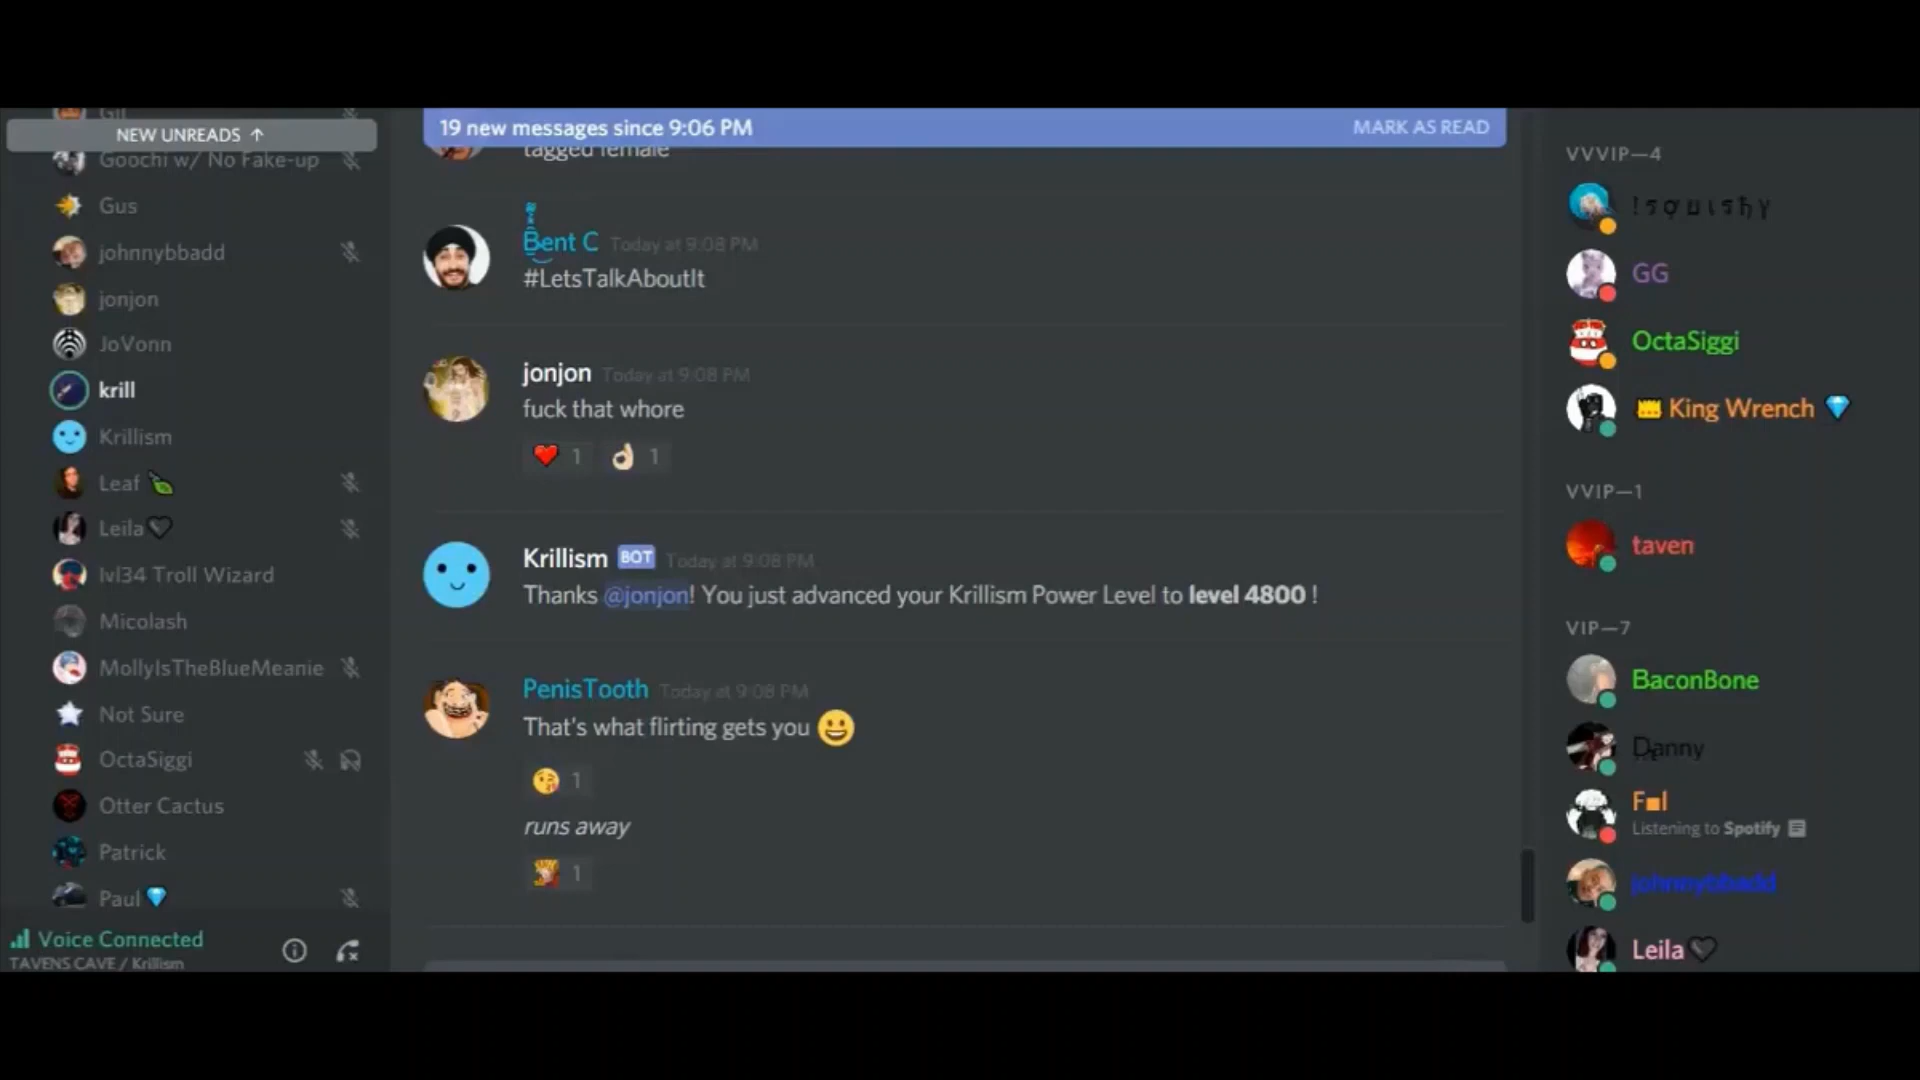 NEW UNREADS ↑
Goochi w/ No Fake-up
Gus
johnnybbadd
jonjon
JoVonn
krill
Krillism
Leaf
Leila
lvl34 Troll Wizard
Micolash
MollyIsTheBlueMeanie
Not Sure
OctaSiggi
Otter Cactus
Patrick
Paul
Voice Connected
TAVENS CAVE / Krillism
19 new messages since 9:06 PM MARK AS READ
tagged female
Bent C Today at 9:08 PM
#LetsTalkAboutIt
jonjon Today at 9:08 PM
fuck that whore
1 1
Krillism BOT Today at 9:08 PM
Thanks @jonjon! You just advanced your Krillism Power Level to level 4800 !
PenisTooth Today at 9:08 PM
That's what flirting gets you
1
runs away
1
VVVIP—4
GG
OctaSiggi
King Wrench
VVIP—1
taven
VIP—7
BaconBone
Danny
F■l
Listening to Spotify
johnnybbadd
Leila